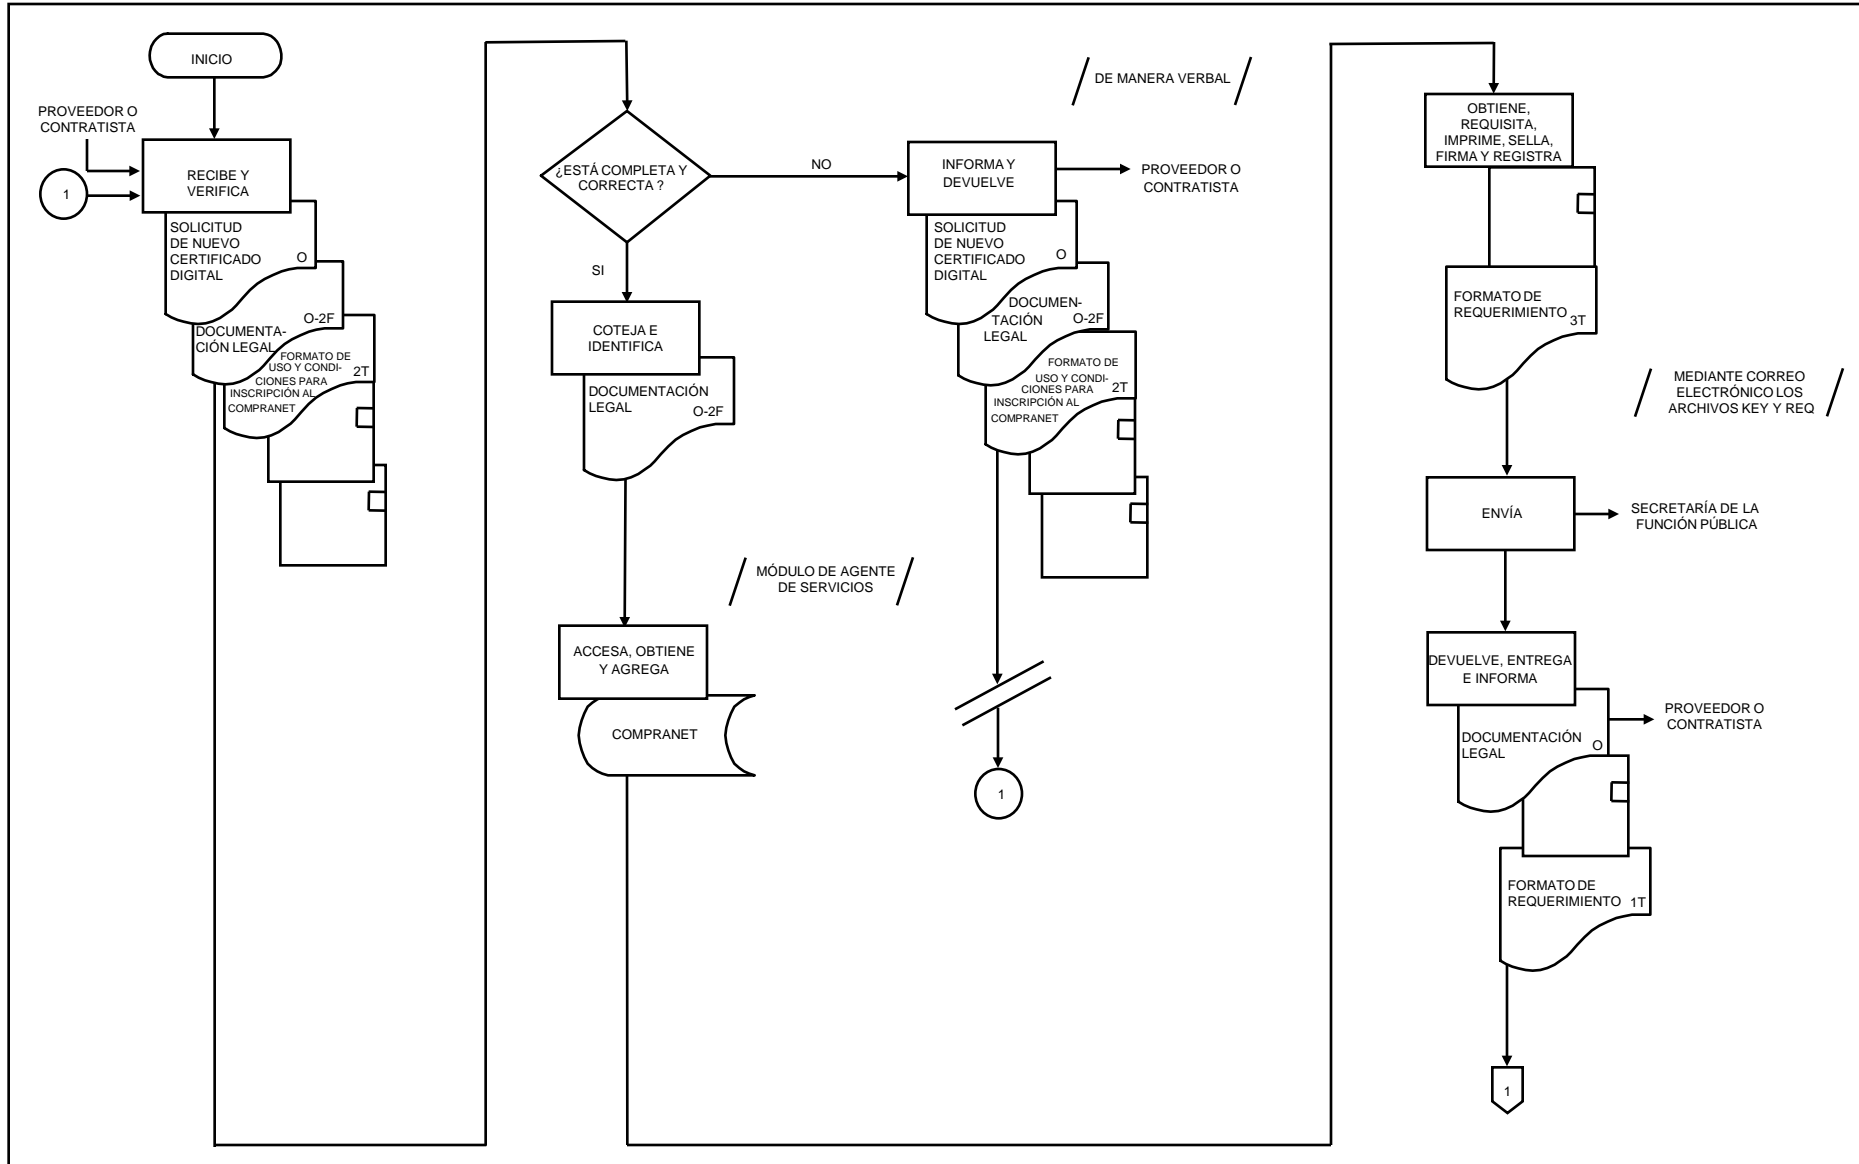 INICIO
PROVEEDOR O
CONTRATISTA
1
RECIBE Y
VERIFICA
SOLICITUD
DE NUEVO
CERTIFICADO
DIGITAL
O
DOCUMENTA-
CIÓN LEGAL
O-2F
FORMATO DE
USO Y CONDI-
CIONES PARA
INSCRIPCIÓN AL
COMPRANET
2T
¿ESTÁ COMPLETA Y
CORRECTA ?
NO
SI
COTEJA E
IDENTIFICA
DOCUMENTACIÓN
LEGAL
O-2F
MÓDULO DE AGENTE
DE SERVICIOS
ACCESA, OBTIENE
Y AGREGA
COMPRANET
DE MANERA VERBAL
INFORMA Y
DEVUELVE
PROVEEDOR O
CONTRATISTA
SOLICITUD
DE NUEVO
CERTIFICADO
DIGITAL
O
DOCUMEN-
TACIÓN
LEGAL
O-2F
FORMATO DE
USO Y CONDI-
CIONES PARA
INSCRIPCIÓN AL
COMPRANET
2T
1
OBTIENE,
REQUISITA,
IMPRIME, SELLA,
FIRMA Y REGISTRA
FORMATO DE
REQUERIMIENTO
3T
MEDIANTE CORREO
ELECTRÓNICO LOS
ARCHIVOS KEY Y REQ
ENVÍA
SECRETARÍA DE LA
FUNCIÓN PÚBLICA
DEVUELVE, ENTREGA
E INFORMA
PROVEEDOR O
CONTRATISTA
DOCUMENTACIÓN
LEGAL
O
FORMATO DE
REQUERIMIENTO
1T
1